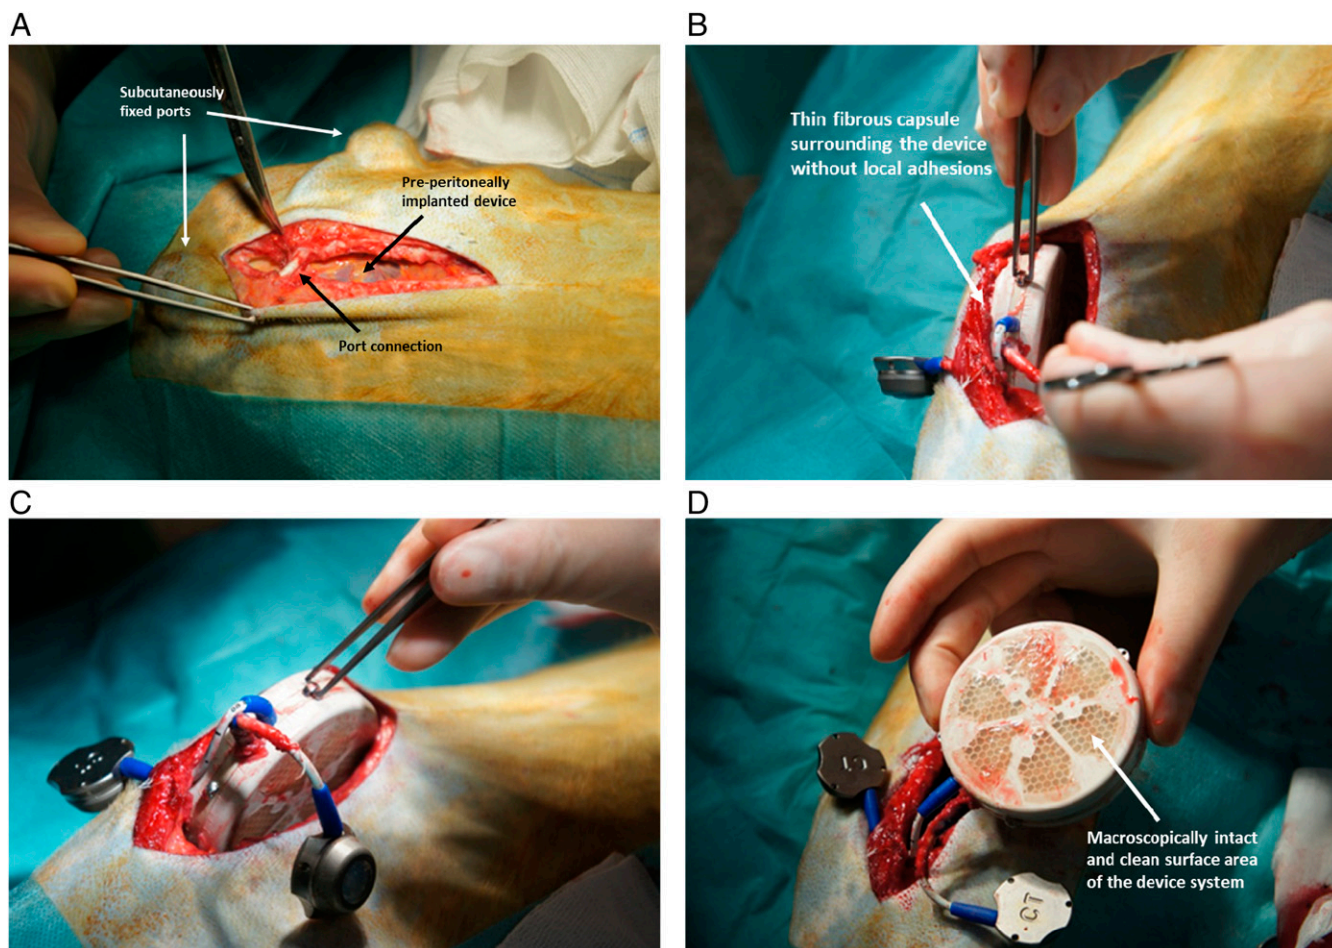 A
Subcutaneously
fixed ports
Pre-peritoneally
implanted device
Port connection
B
Thin fibrous capsule
surrounding the device
without local adhesions
C
D
CT
Macroscopically intact
and clean surface area
of the device system